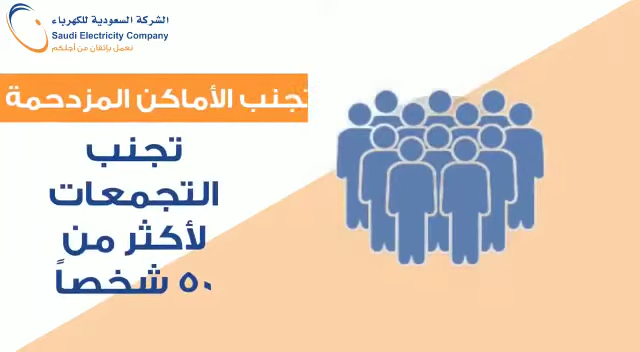 الشركة السعودية للكهرباء
Saudi Electricity Company
نعمل بإتقان من أجلكم
تجنب الأماكن المزدحمة
تجنب
التجمعات
لأكثر من
٥٠ شخصاً